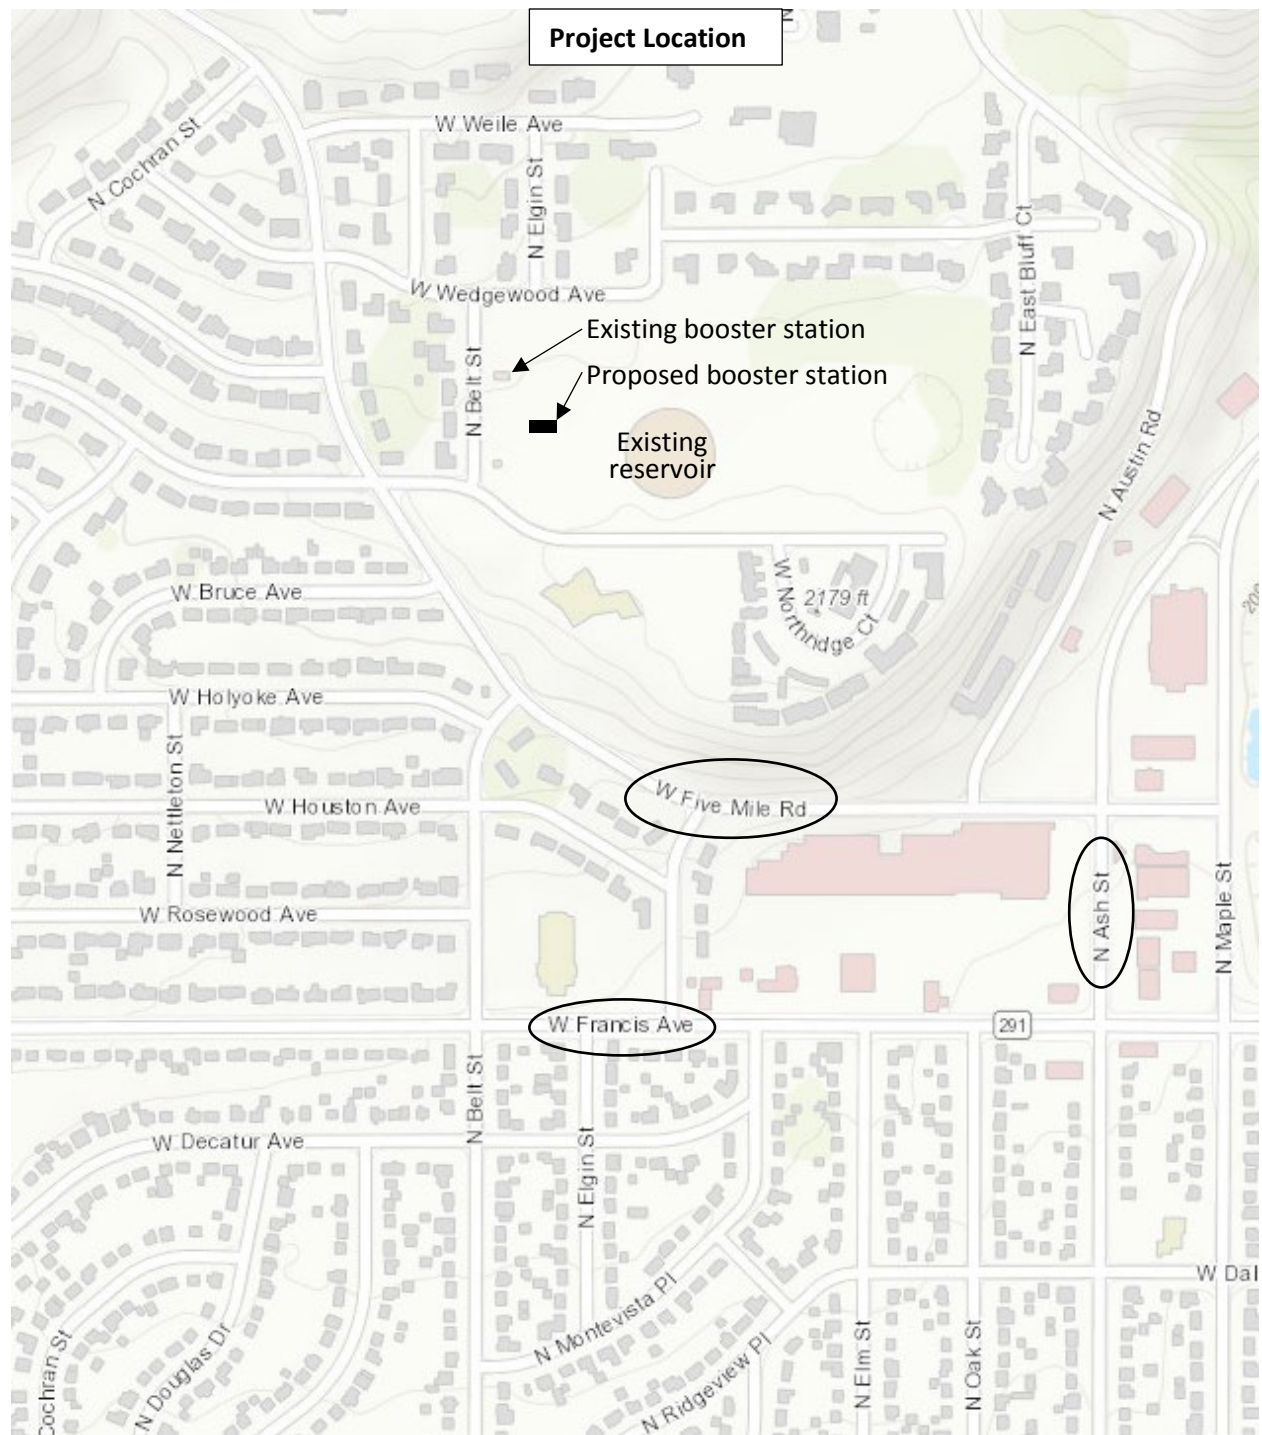 N
Project Location
W Weile Ave
N Cochran St
N Elgin St
N East Bluff Ct
W Wedgewood Ave
Existing booster station
N Belt St
Proposed booster station
Existing
reservoir
N Austin Rd
W Bruce Ave
W Northridge Ct
2179 ft
W Holyoke Ave
N Nettleton St
W Houston Ave
W Five Mile Rd
N Ash St
N Maple St
W Rosewood Ave
W Francis Ave
291
N Belt St
W Decatur Ave
N Elgin St
W Dal
N Montevista Pl
N Elm St
N Oak St
Cochran St
N Douglas Dr
N Ridgeview Pl